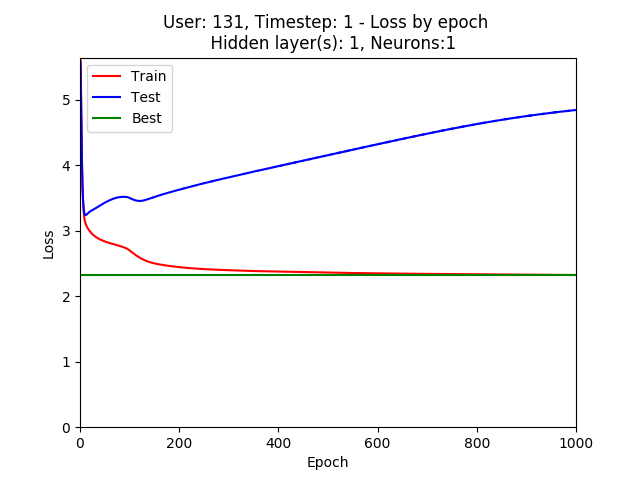 User: 131, Timestep: 1 - Loss by epoch
Hidden layer(s): 1, Neurons:1
Train
Test
Best
Loss
5
4
3
2
1
0
0 200 400 600 800 1000
Epoch